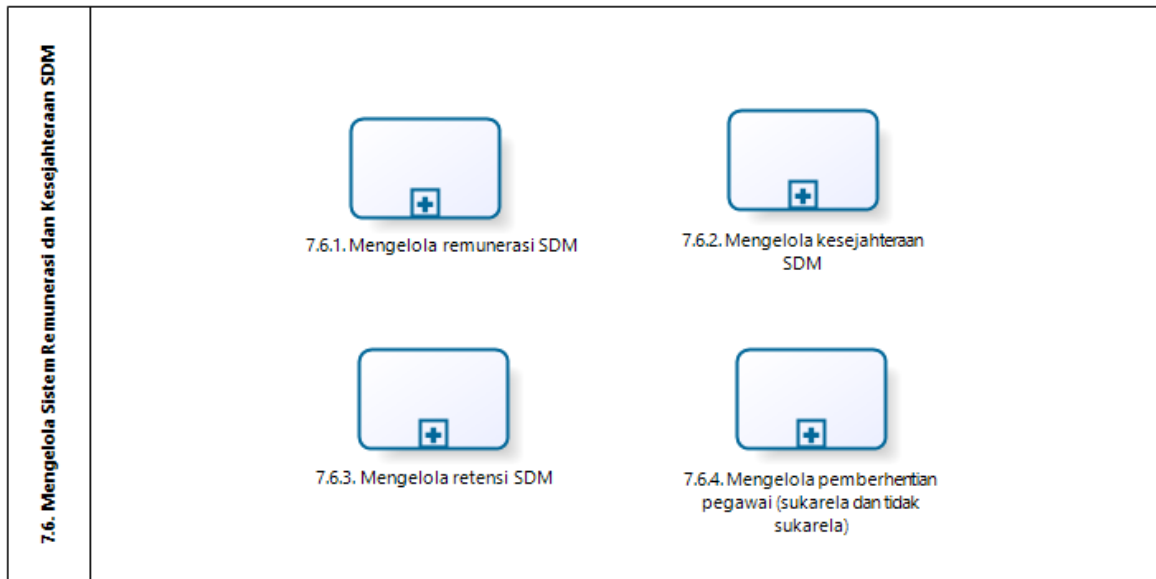 7.6. Mengelola Sistem Remunerasi dan Kesejahteraan SDM
7.6.1. Mengelola remunerasi SDM
7.6.2. Mengelola kesejahteraan
SDM
7.6.3. Mengelola retensi SDM
7.6.4. Mengelola pemberhentian
pegawai (sukarela dan tidak
sukarela)